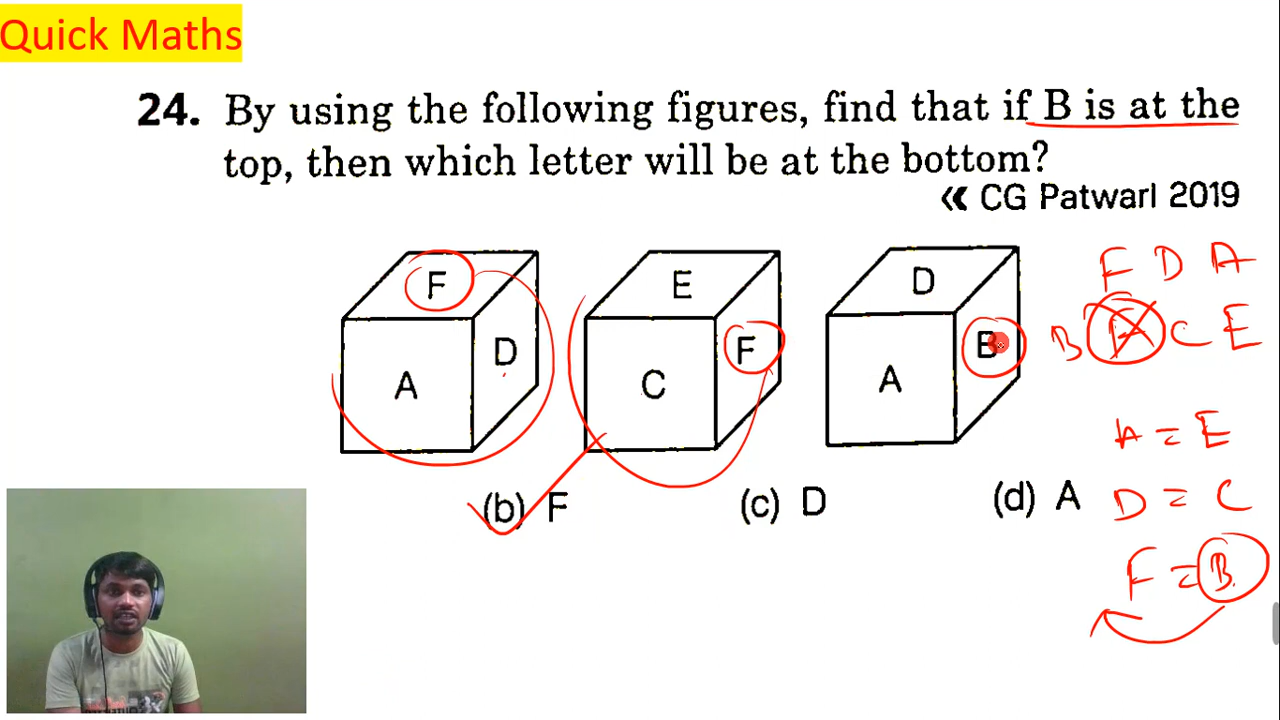 Quick Maths
24. By using the following figures, find that if B is at the
top, then which letter will be at the bottom?
« CG Patwari 2019
F
A
D
E
C
F
D
A
B
F D A
B C E
A = E
D = C
F = B
(b) F
(c) D
(d) A